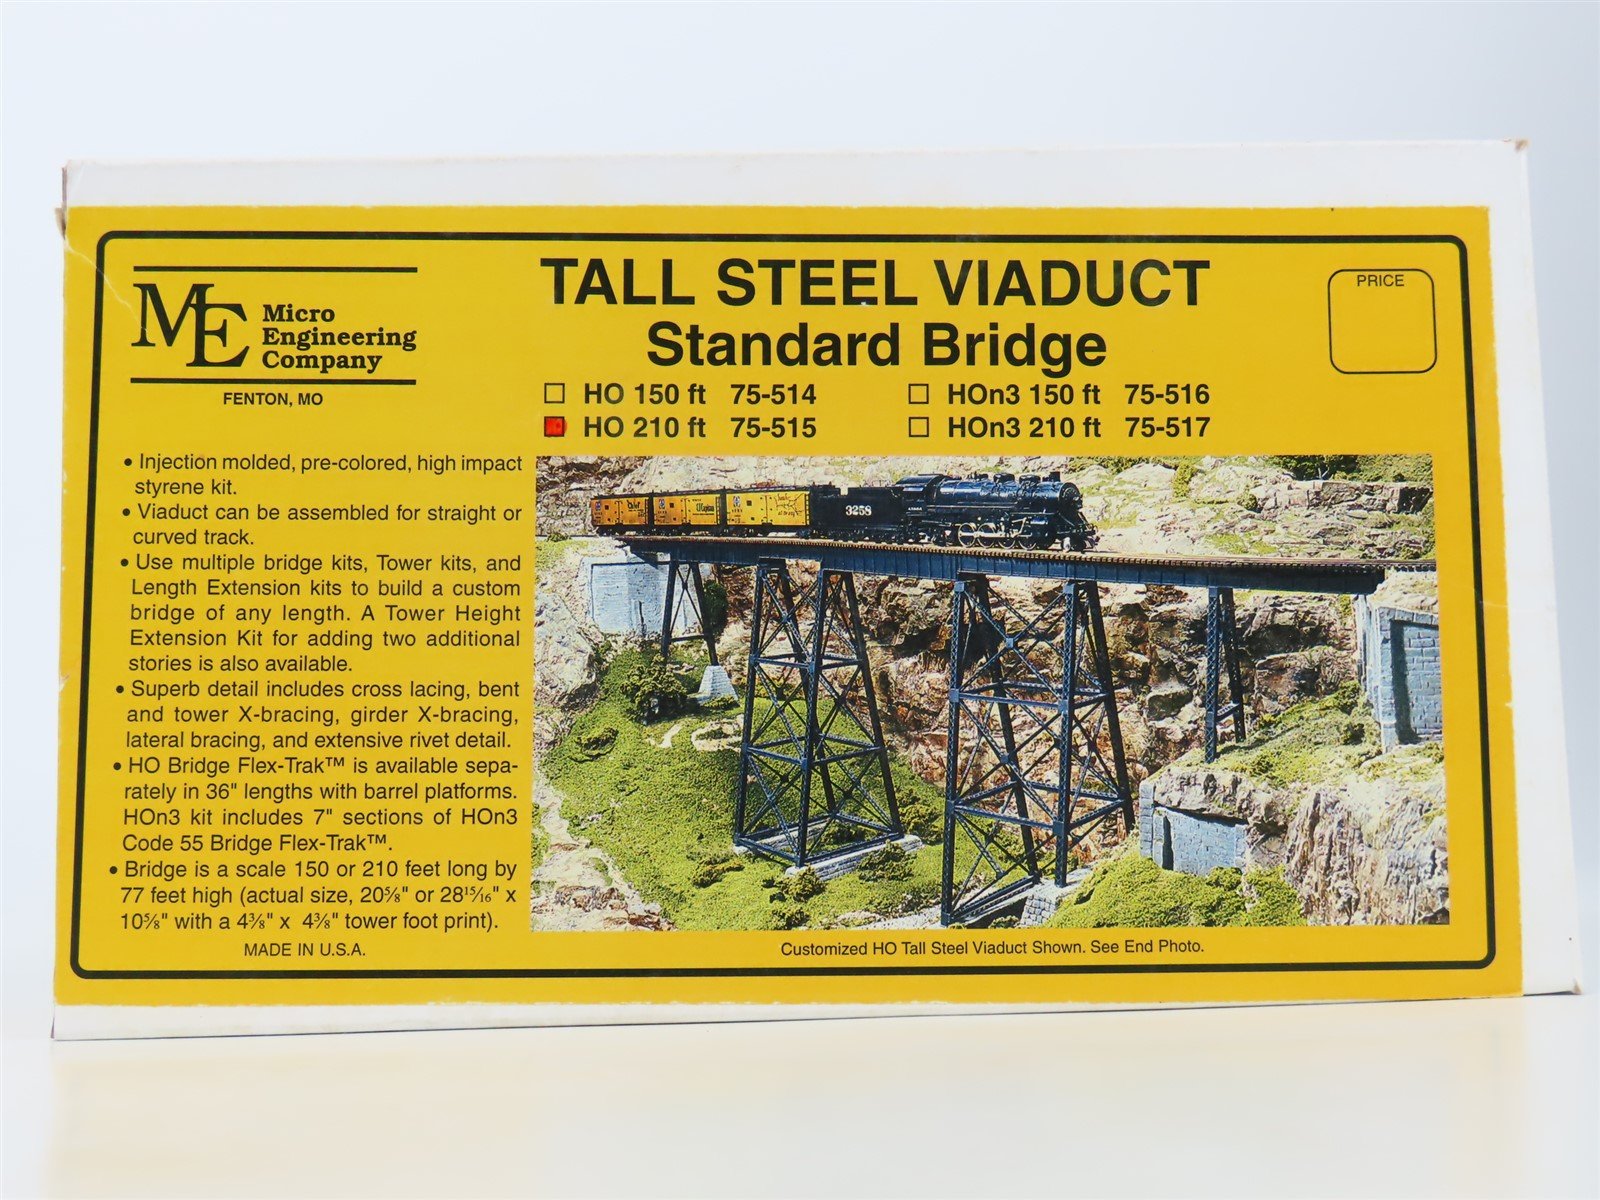 ME Micro
Engineering
Company
FENTON, MO
TALL STEEL VIADUCT
Standard Bridge
HO 150 ft 75-514
HO 210 ft 75-515
HOn3 150 ft 75-516
HOn3 210 ft 75-517
PRICE
• Injection molded, pre-colored, high impact
styrene kit.
• Viaduct can be assembled for straight or
curved track.
• Use multiple bridge kits, Tower kits, and
Length Extension kits to build a custom
bridge of any length. A Tower Height
Extension Kit for adding two additional
stories is also available.
• Superb detail includes cross lacing, bent
and tower X-bracing, girder X-bracing,
lateral bracing, and extensive rivet detail.
• HO Bridge Flex-Trak™ is available sepa-
rately in 36" lengths with barrel platforms.
HOn3 kit includes 7" sections of HOn3
Code 55 Bridge Flex-Trak™.
• Bridge is a scale 150 or 210 feet long by
77 feet high (actual size, 20⅝" or 28¹⁵⁄₁₆" x
10⅝" with a 4⅜" x 4⅜" tower foot print).
MADE IN U.S.A.
3258
Customized HO Tall Steel Viaduct Shown. See End Photo.